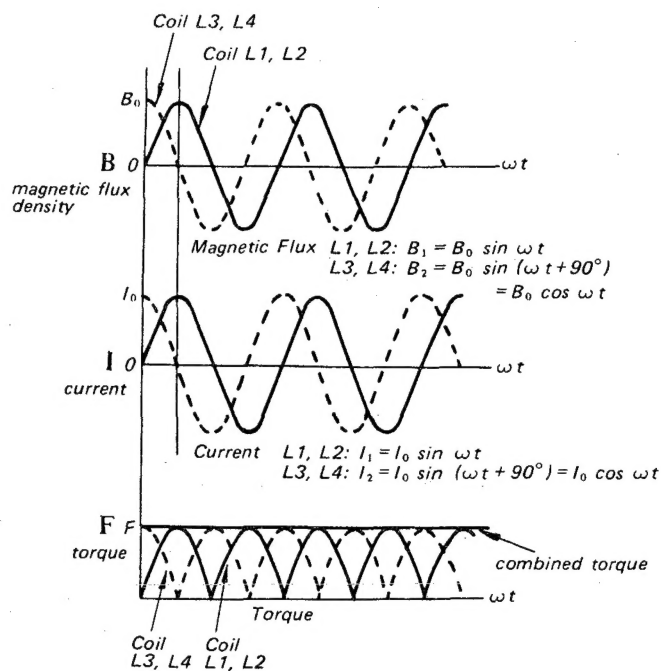 Coil L3, L4
Coil L1, L2
B₀
B 0
ωt
magnetic flux
density
Magnetic Flux L1, L2: B₁ = B₀ sin ωt
L3, L4: B₂ = B₀ sin (ωt + 90°)
= B₀ cos ωt
I₀
I 0
ωt
current
Current L1, L2: I₁ = I₀ sin ωt
L3, L4: I₂ = I₀ sin (ωt + 90°) = I₀ cos ωt
F F
torque
combined torque
ωt
Torque
Coil
L3, L4
Coil
L1, L2